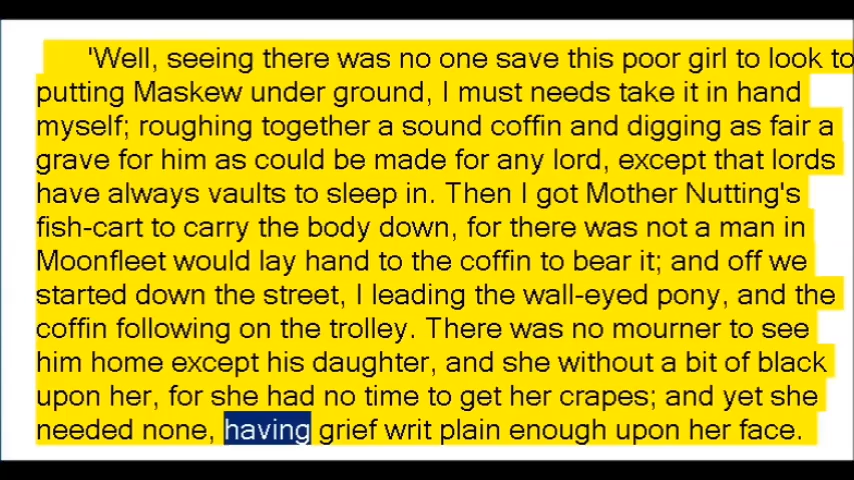 'Well, seeing there was no one save this poor girl to look to
putting Maskew under ground, I must needs take it in hand
myself; roughing together a sound coffin and digging as fair a
grave for him as could be made for any lord, except that lords
have always vaults to sleep in. Then I got Mother Nutting's
fish-cart to carry the body down, for there was not a man in
Moonfleet would lay hand to the coffin to bear it; and off we
started down the street, I leading the wall-eyed pony, and the
coffin following on the trolley. There was no mourner to see
him home except his daughter, and she without a bit of black
upon her, for she had no time to get her crapes; and yet she
needed none, having grief writ plain enough upon her face.